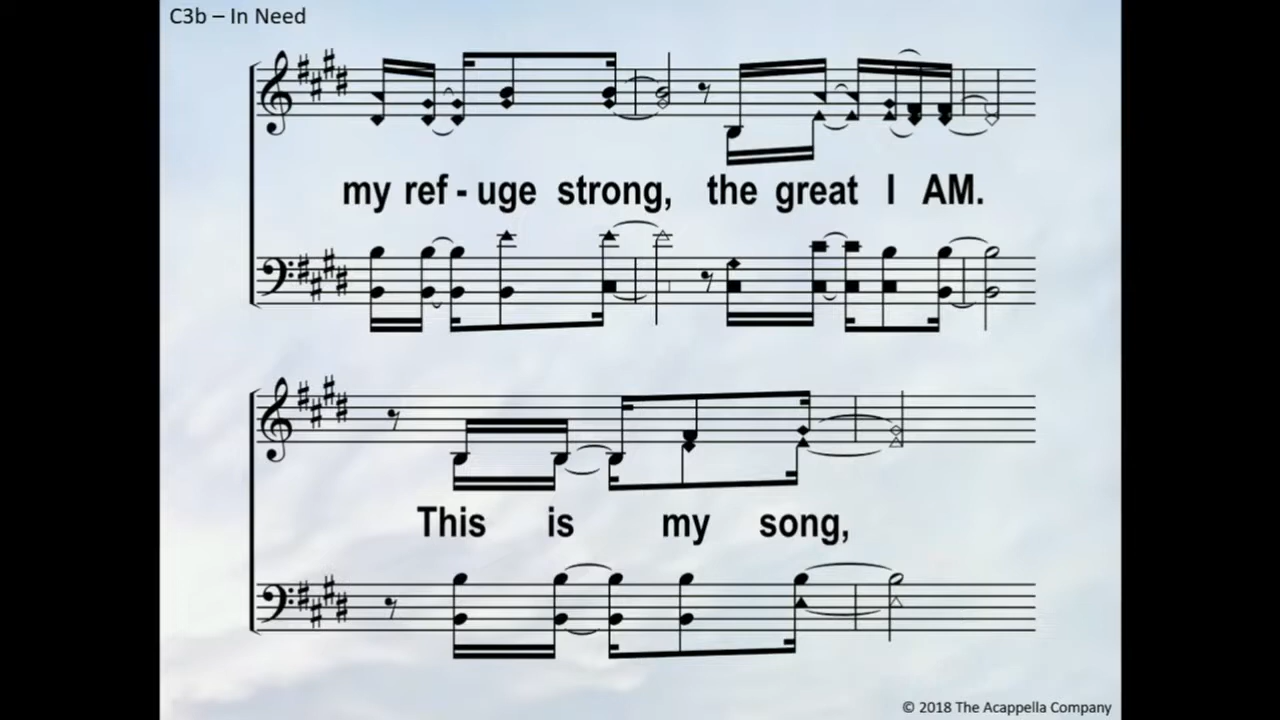 C3b – In Need
my ref - uge strong, the great I AM.
This is my song,
© 2018 The Acappella Company